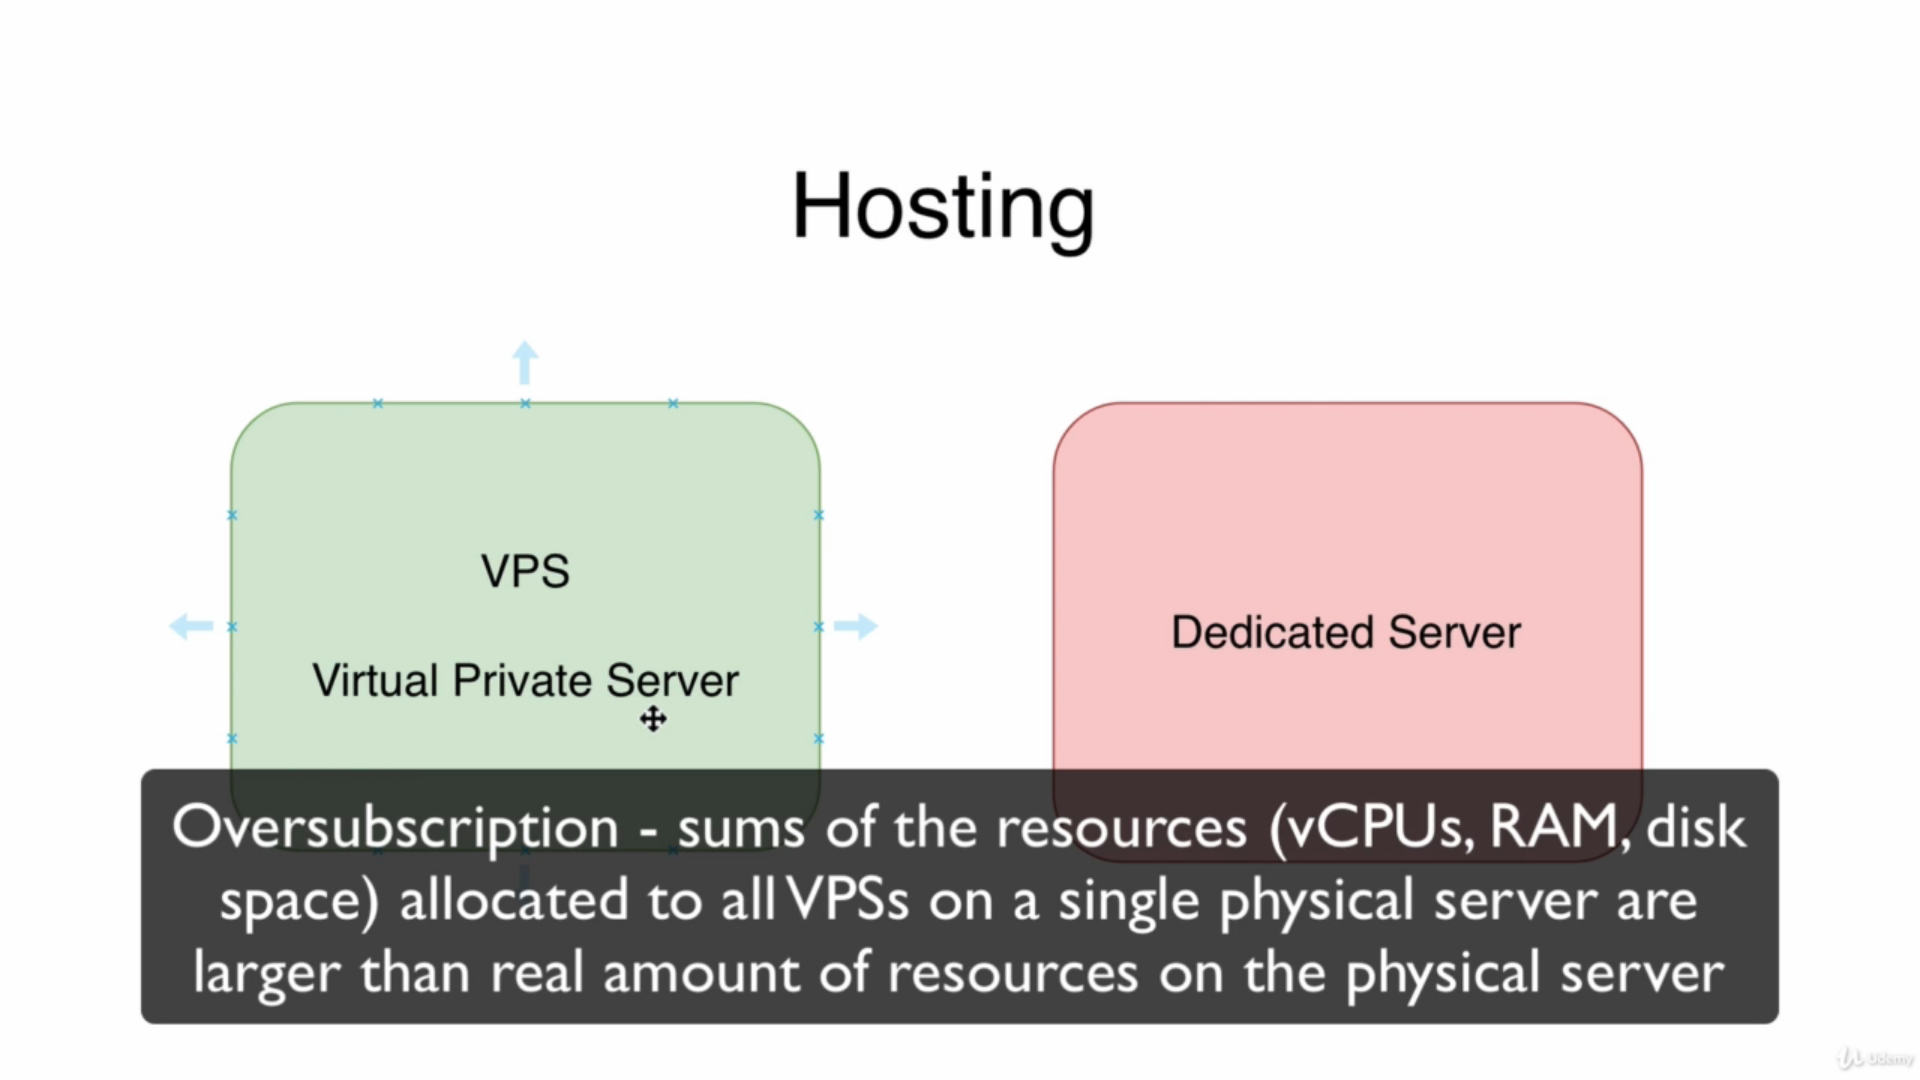 Hosting
VPS
Virtual Private Server
Dedicated Server
Oversubscription - sums of the resources (vCPUs, RAM, disk
space) allocated to all VPSs on a single physical server are
larger than real amount of resources on the physical server
Udemy